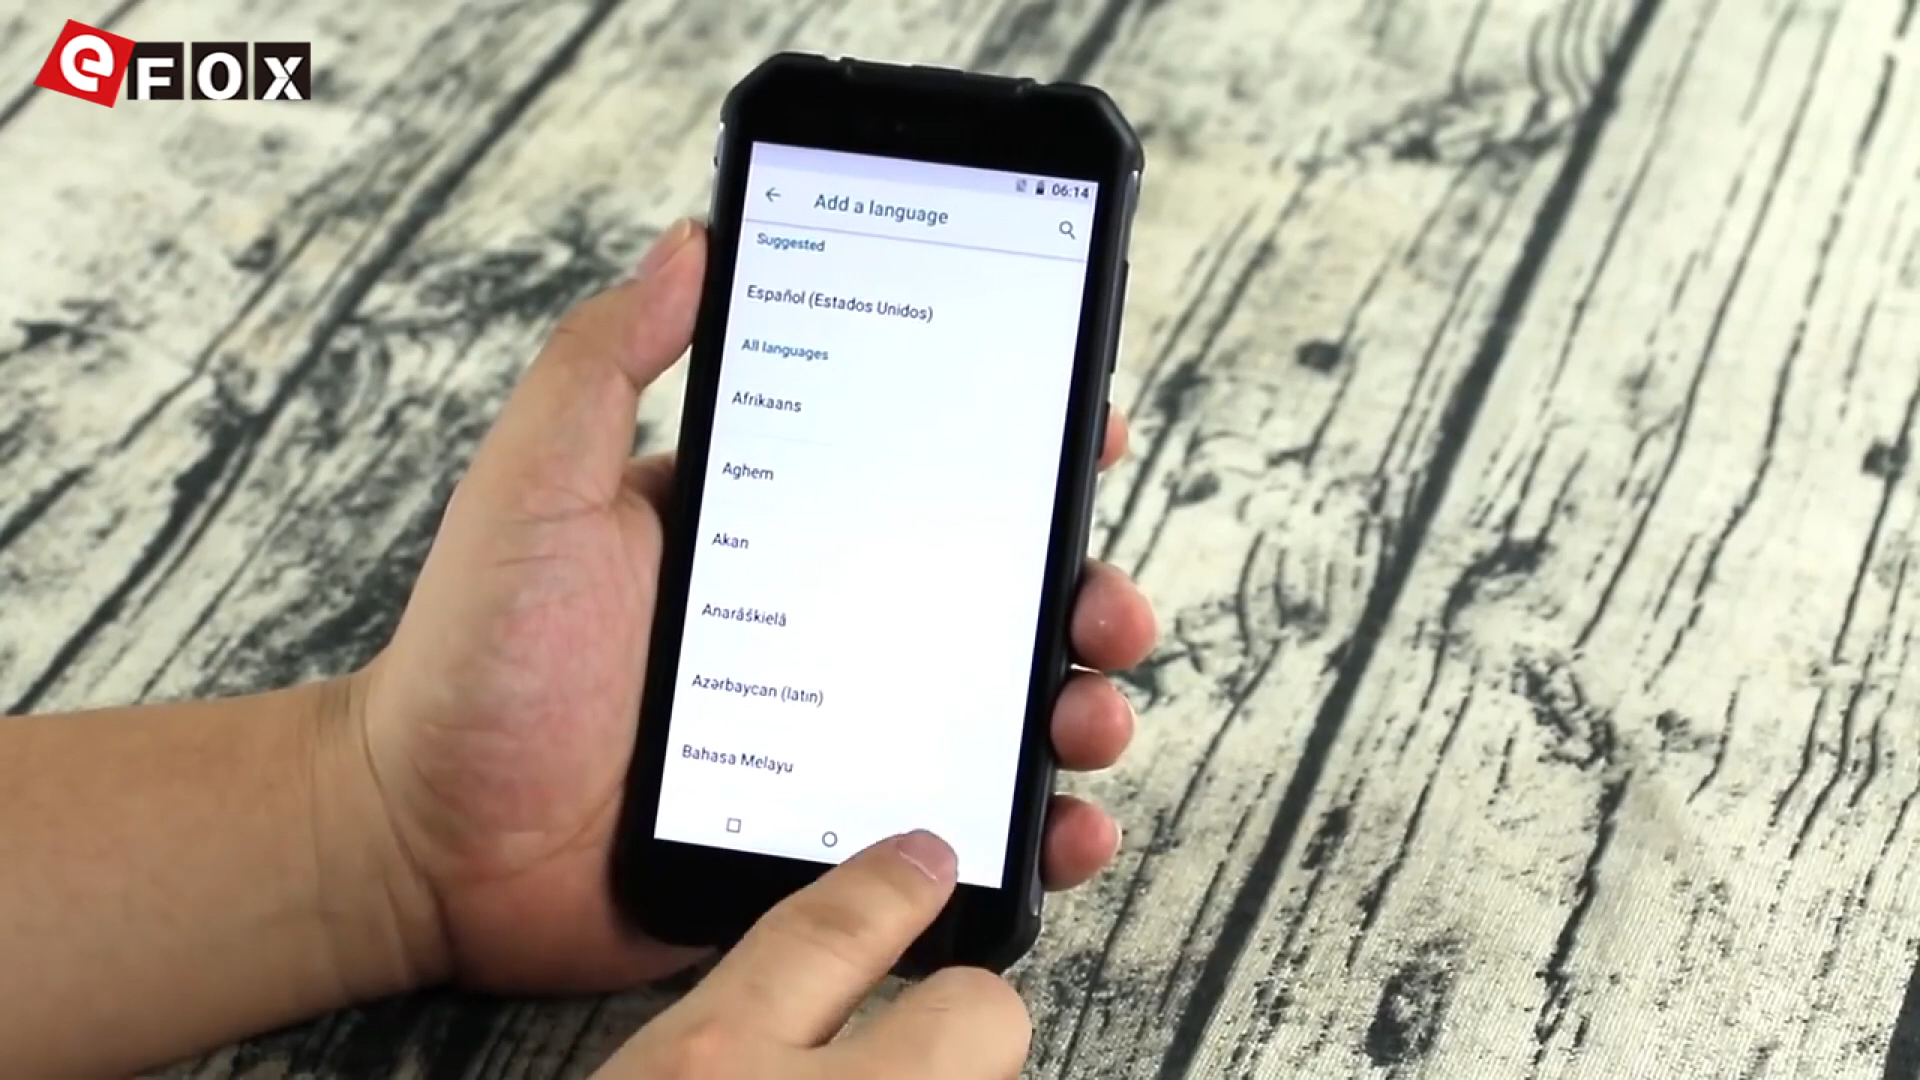 eFOX
06:14
Add a language
Suggested
Español (Estados Unidos)
All languages
Afrikaans
Aghem
Akan
Anarâškielâ
Azərbaycan (latın)
Bahasa Melayu